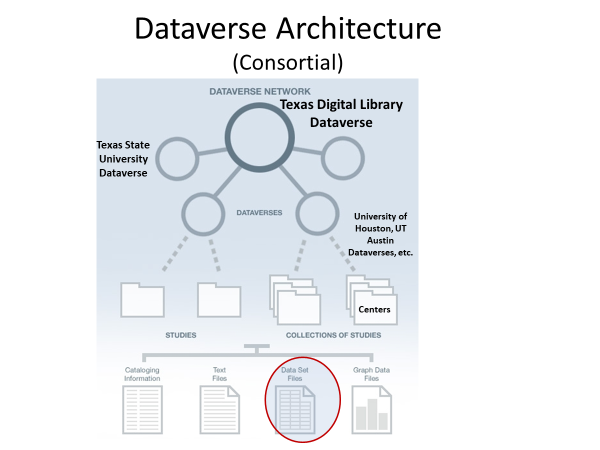 Dataverse Architecture
(Consortial)
DATAVERSE NETWORK
Texas Digital Library
Dataverse
Texas State
University
Dataverse
DATAVERSES
University of
Houston, UT
Austin
Dataverses, etc.
Centers
STUDIES
COLLECTIONS OF STUDIES
Cataloging
Information
Text
Files
Data Set
Files
Graph Data
Files